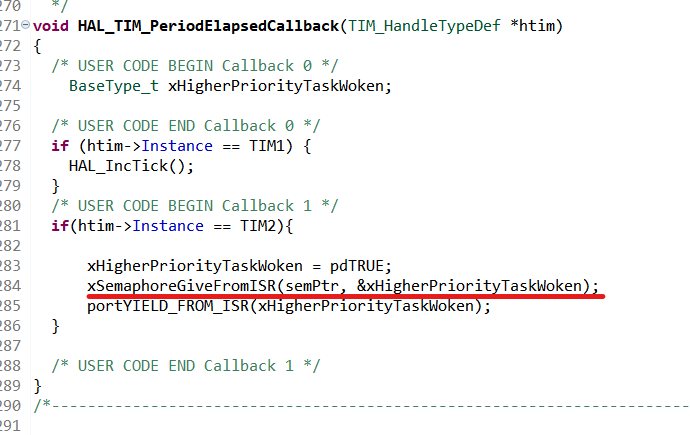 270 */
271 void HAL_TIM_PeriodElapsedCallback(TIM_HandleTypeDef *htim)
272 {
273 /* USER CODE BEGIN Callback 0 */
274 BaseType_t xHigherPriorityTaskWoken;
275
276 /* USER CODE END Callback 0 */
277 if (htim->Instance == TIM1) {
278 HAL_IncTick();
279 }
280 /* USER CODE BEGIN Callback 1 */
281 if(htim->Instance == TIM2){
282
283 xHigherPriorityTaskWoken = pdTRUE;
284 xSemaphoreGiveFromISR(semPtr, &xHigherPriorityTaskWoken);
285 portYIELD_FROM_ISR(xHigherPriorityTaskWoken);
286 }
287
288 /* USER CODE END Callback 1 */
289 }
290 /*-----------------------------------------------------------------
291